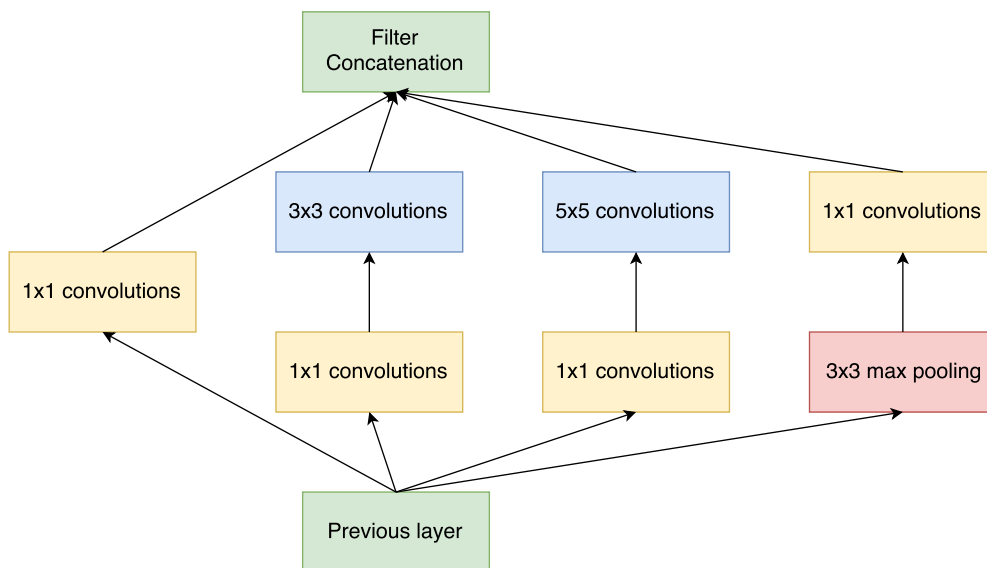 Filter
Concatenation
3x3 convolutions
5x5 convolutions
1x1 convolutions
1x1 convolutions
1x1 convolutions
1x1 convolutions
3x3 max pooling
Previous layer